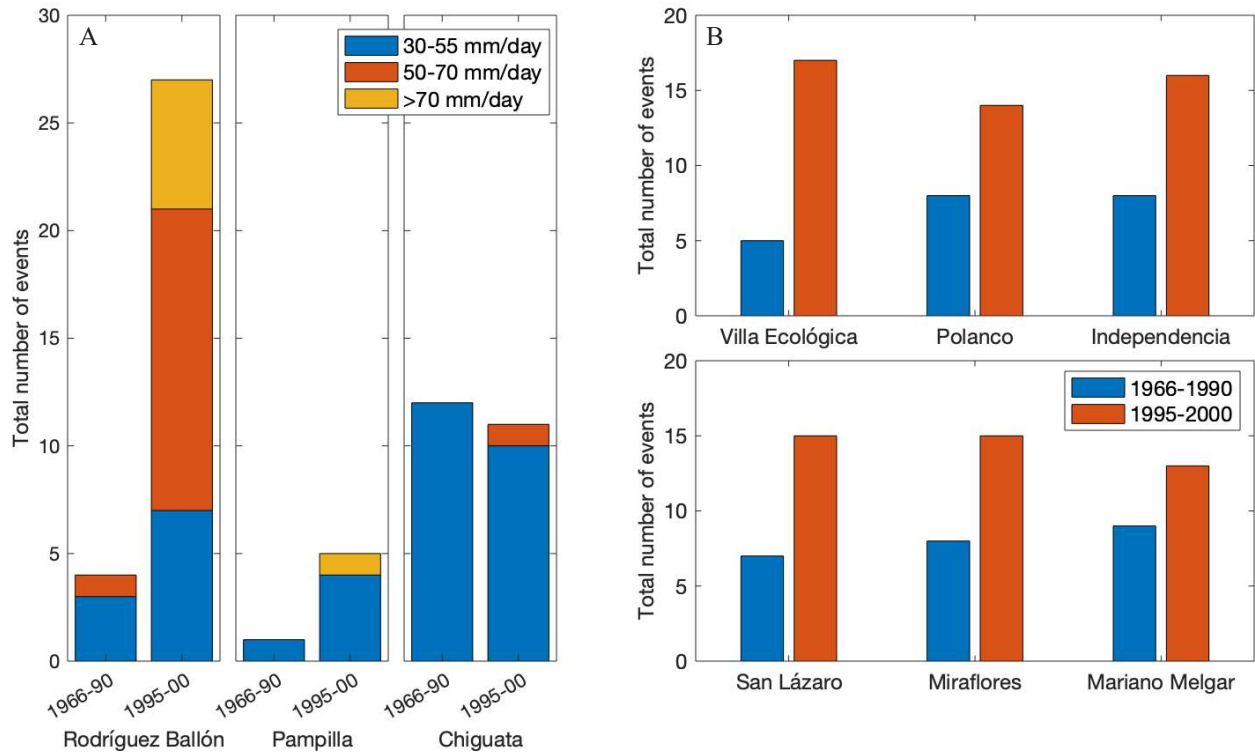 A
30
25
20
15
10
5
0
Total number of events
30-55 mm/day
50-70 mm/day
>70 mm/day
1966-90
1995-00
1966-90
1995-00
1966-90
1995-00
Rodríguez Ballón
Pampilla
Chiguata
B
20
15
10
5
0
Total number of events
Villa Ecológica
Polanco
Independencia
20
15
10
5
0
Total number of events
1966-1990
1995-2000
San Lázaro
Miraflores
Mariano Melgar